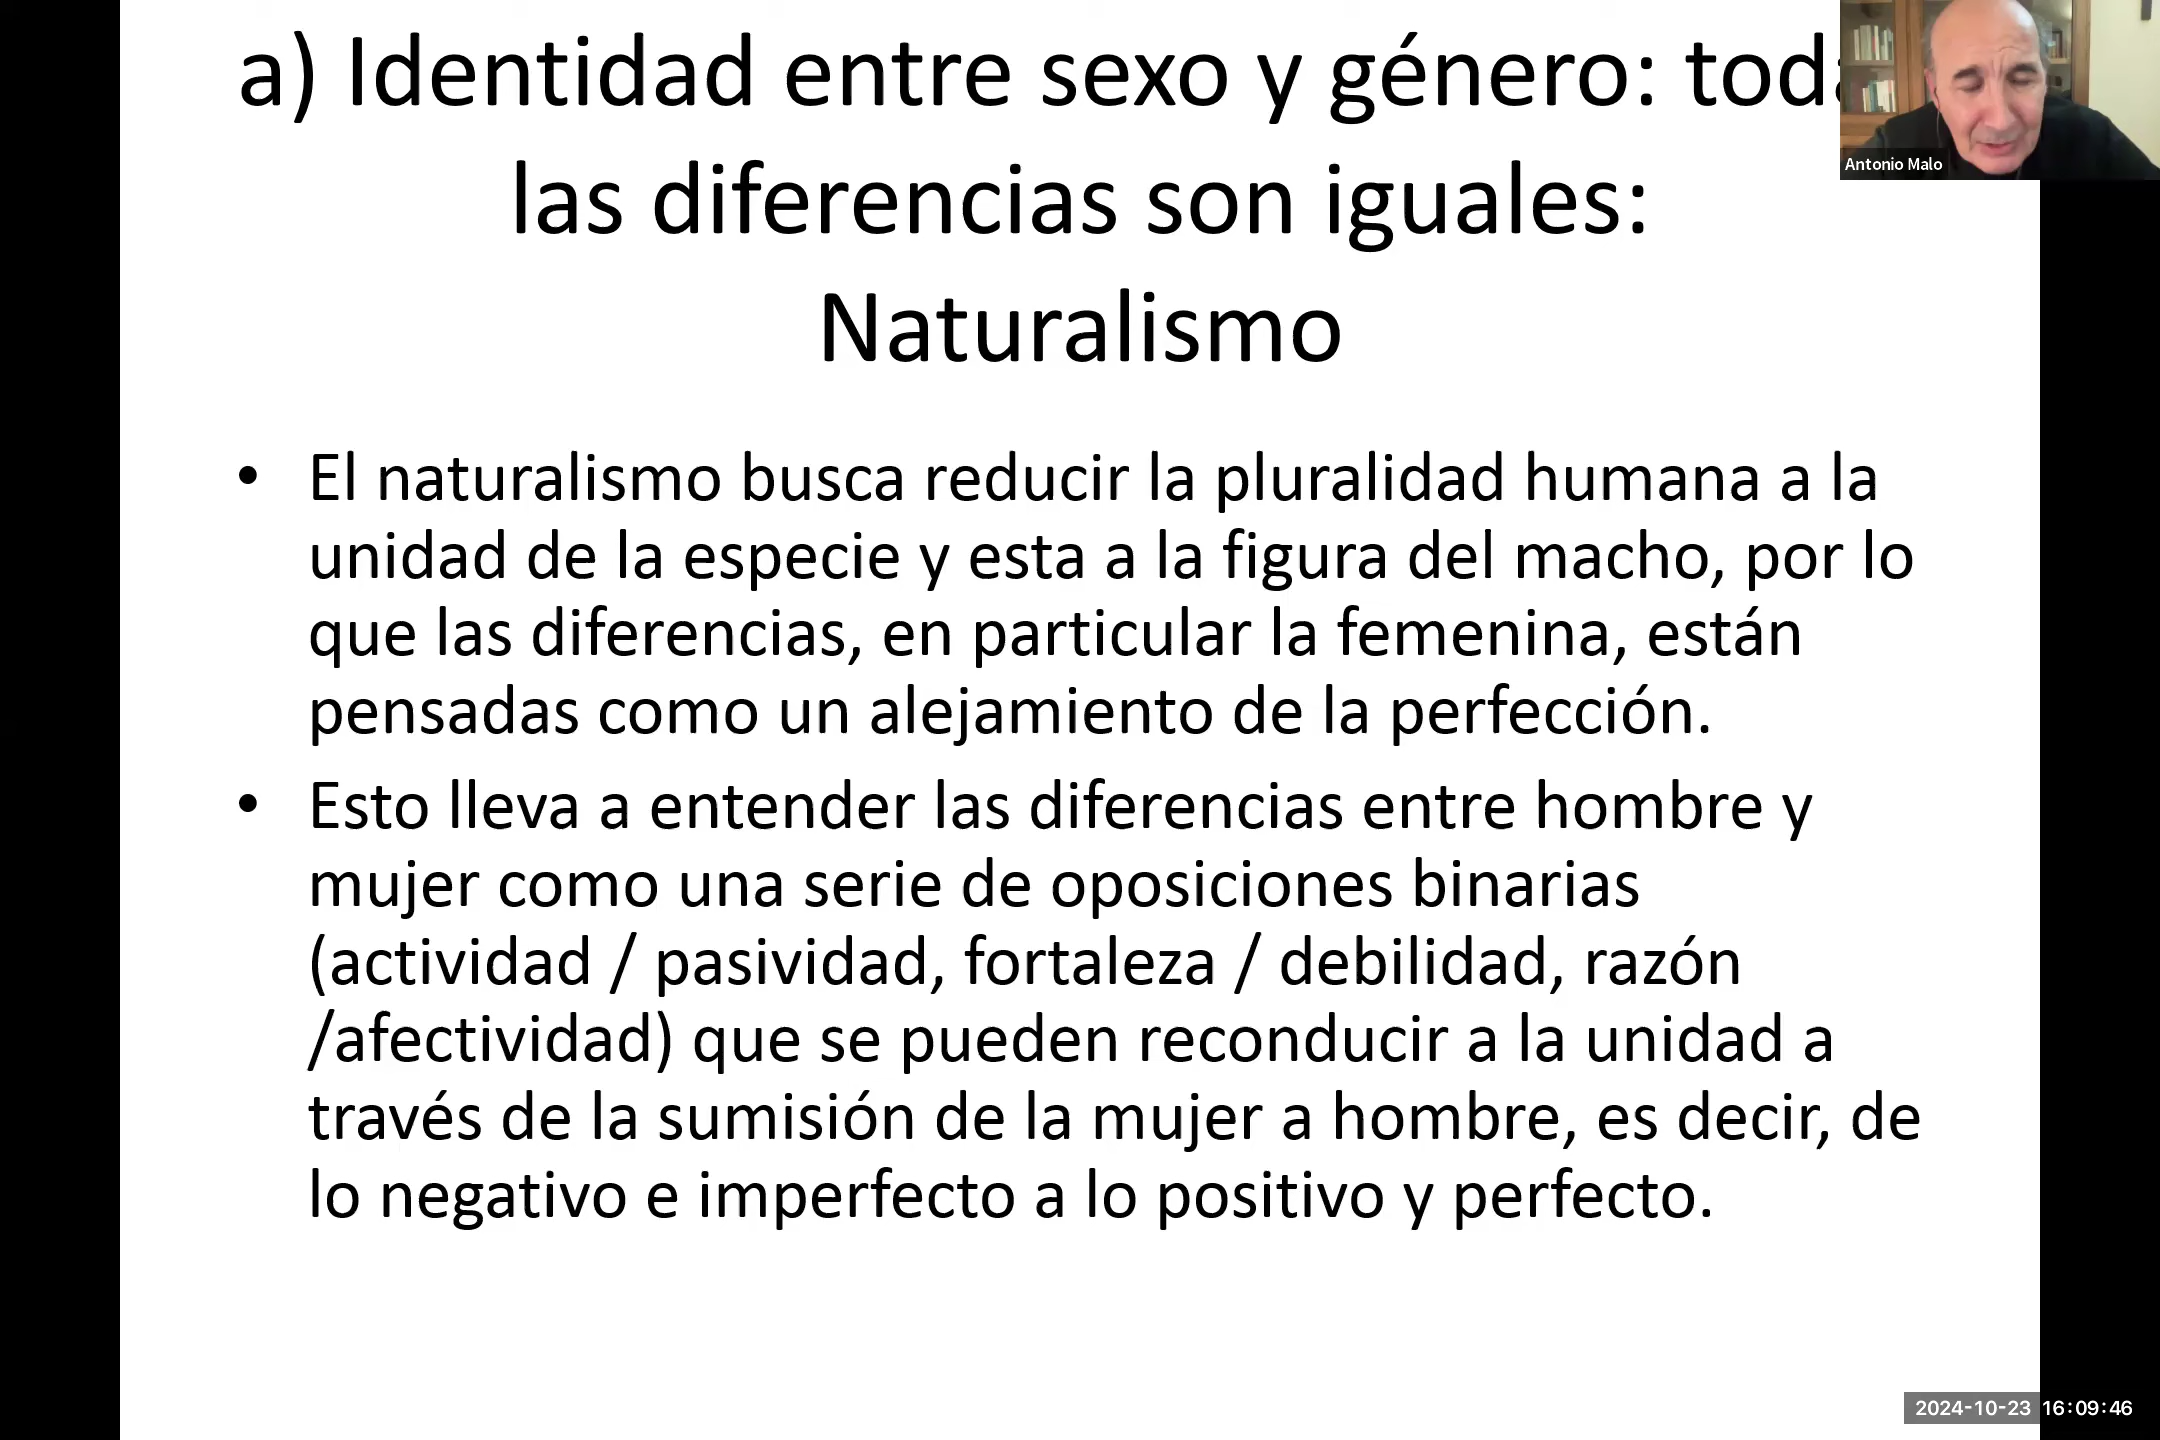 a) Identidad entre sexo y género:
las diferencias son iguales:
Naturalismo
Antonio Malo
• El naturalismo busca reducir la pluralidad humana a la
unidad de la especie y esta a la figura del macho, por lo
que las diferencias, en particular la femenina, están
pensadas como un alejamiento de la perfección.
• Esto lleva a entender las diferencias entre hombre y
mujer como una serie de oposiciones binarias
(actividad / pasividad, fortaleza / debilidad, razón
/afectividad) que se pueden reconducir a la unidad a
través de la sumisión de la mujer a hombre, es decir, de
lo negativo e imperfecto a lo positivo y perfecto.
2024-10-23 16:09:46